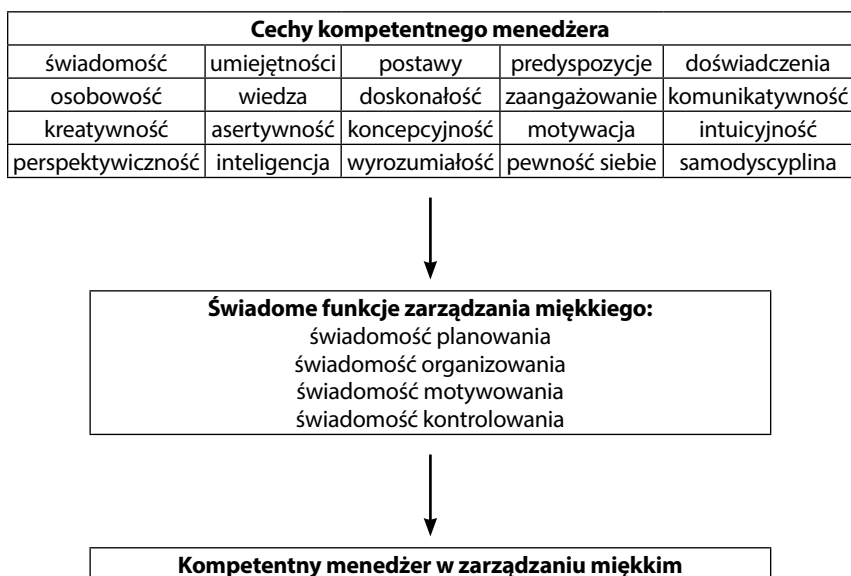 Cechy kompetentnego menedżera
świadomość umiejętności postawy predyspozycje doświadczenia
osobowość wiedza doskonałość zaangażowanie komunikatywność
kreatywność asertywność koncepcyjność motywacja intuicyjność
perspektywiczność inteligencja wyrozumiałość pewność siebie samodyscyplina
Świadome funkcje zarządzania miękkiego:
świadomość planowania
świadomość organizowania
świadomość motywowania
świadomość kontrolowania
Kompetentny menedżer w zarządzaniu miękkim